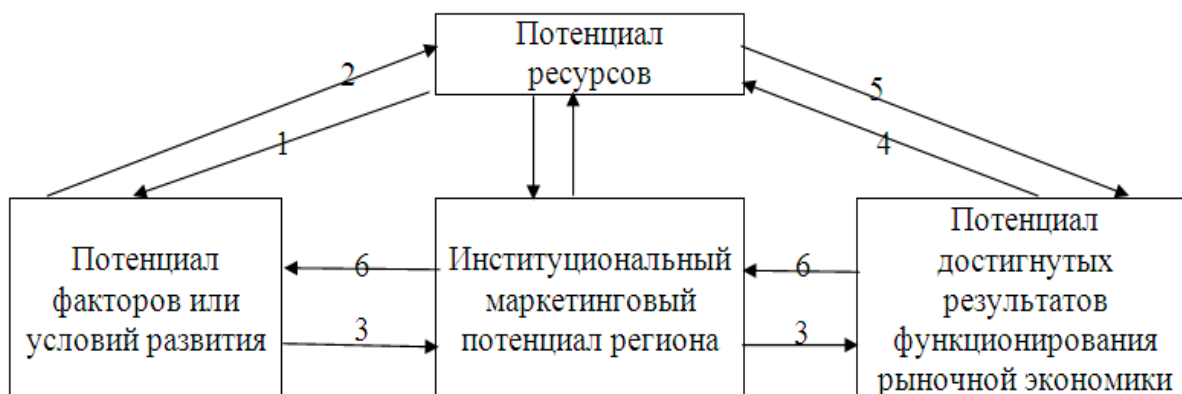 Потенциал
ресурсов
2
5
1
4
Потенциал
факторов или
условий развития
6
3
Институциональный
маркетинговый
потенциал региона
6
3
Потенциал
достигнутых
результатов
функционирования
рыночной экономики